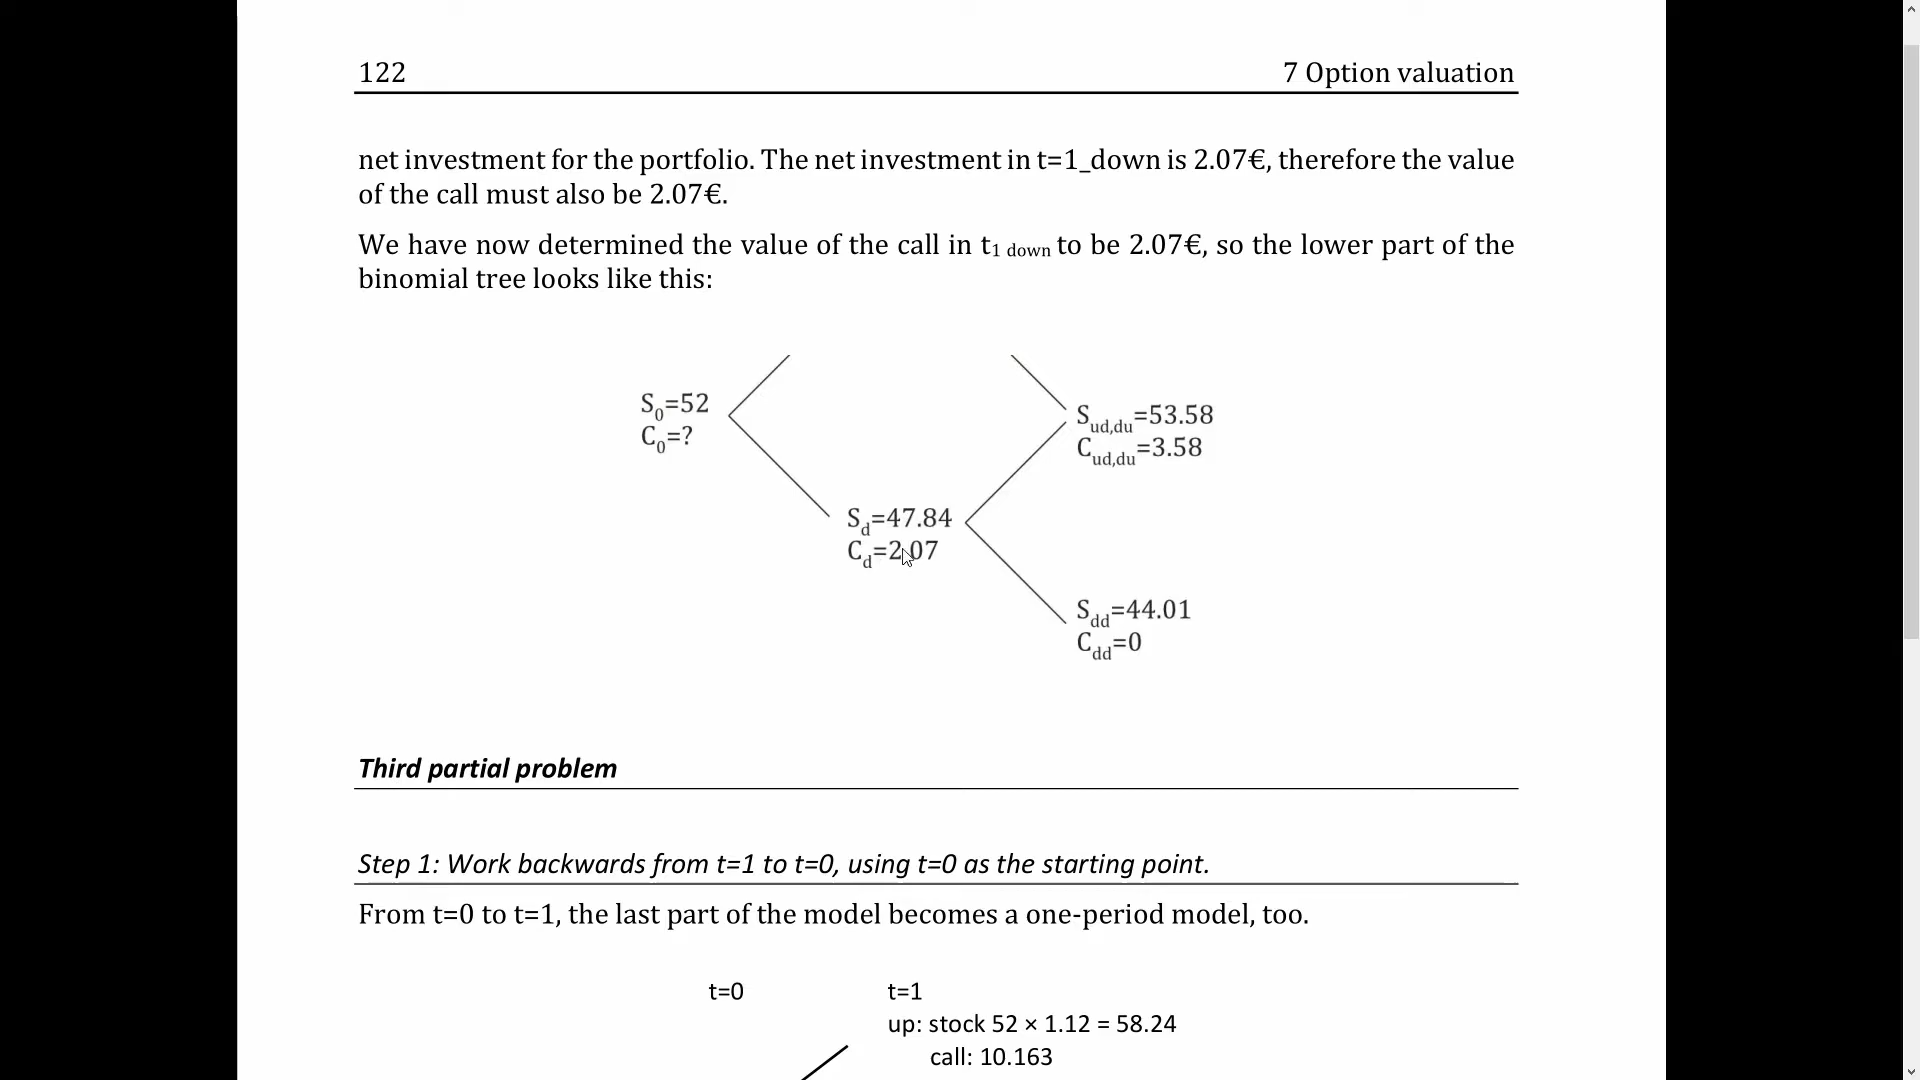 122 7 Option valuation
net investment for the portfolio. The net investment in t=1_down is 2.07€, therefore the value
of the call must also be 2.07€.
We have now determined the value of the call in t₁ down to be 2.07€, so the lower part of the
binomial tree looks like this:
S₀=52
C₀=?
Sud,du=53.58
Cud,du=3.58
Sd=47.84
Cd=2.07
Sdd=44.01
Cdd=0
Third partial problem
Step 1: Work backwards from t=1 to t=0, using t=0 as the starting point.
From t=0 to t=1, the last part of the model becomes a one-period model, too.
t=0 t=1
up: stock 52 × 1.12 = 58.24
call: 10.163